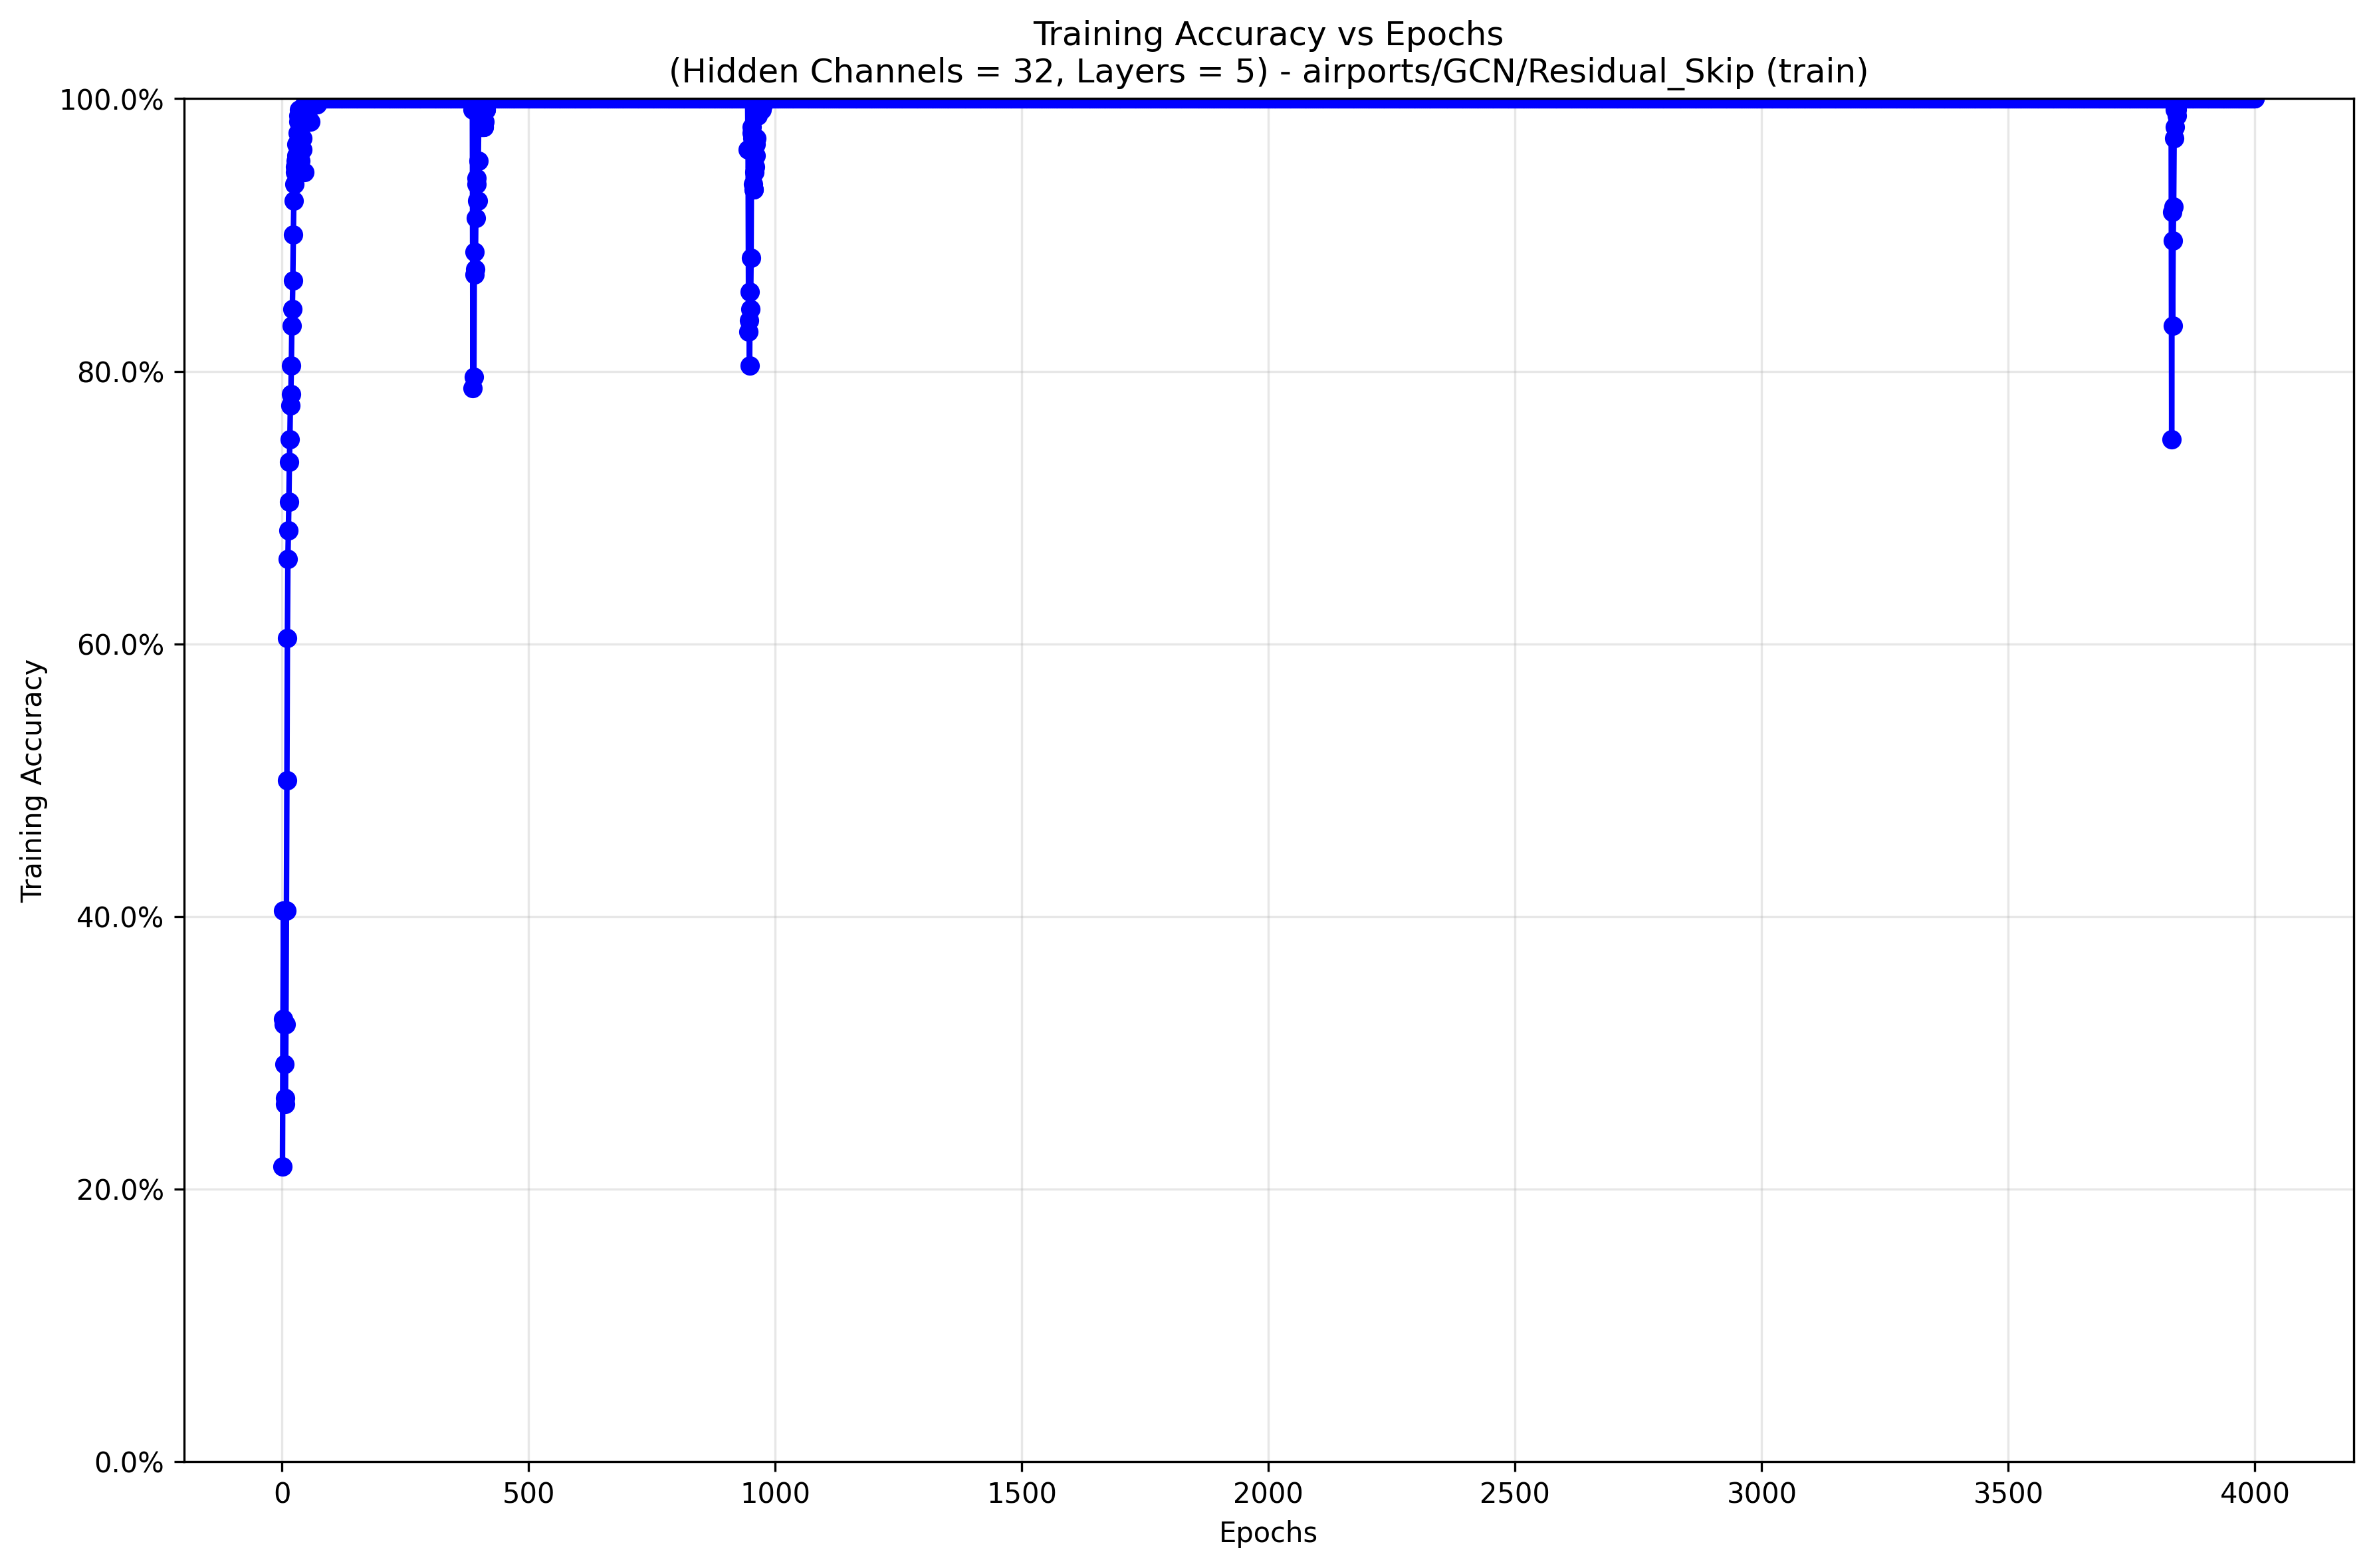 Training Accuracy vs Epochs
(Hidden Channels = 32, Layers = 5) - airports/GCN/Residual_Skip (train)
Training Accuracy
100.0%
80.0%
60.0%
40.0%
20.0%
0.0%
0 500 1000 1500 2000 2500 3000 3500 4000
Epochs